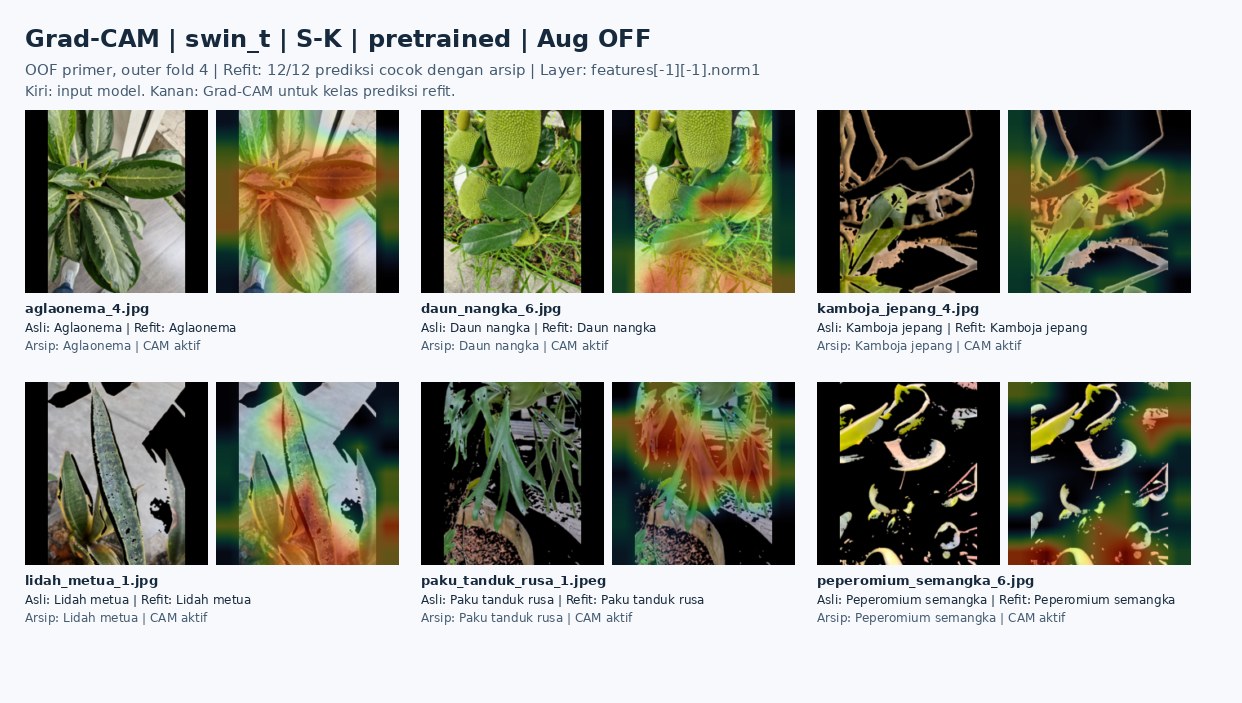 Grad-CAM | swin_t | S-K | pretrained | Aug OFF
OOF primer, outer fold 4 | Refit: 12/12 prediksi cocok dengan arsip | Layer: features[-1][-1].norm1
Kiri: input model. Kanan: Grad-CAM untuk kelas prediksi refit.
aglaonema_4.jpg
Asli: Aglaonema | Refit: Aglaonema
Arsip: Aglaonema | CAM aktif
daun_nangka_6.jpg
Asli: Daun nangka | Refit: Daun nangka
Arsip: Daun nangka | CAM aktif
kamboja_jepang_4.jpg
Asli: Kamboja jepang | Refit: Kamboja jepang
Arsip: Kamboja jepang | CAM aktif
lidah_metua_1.jpg
Asli: Lidah metua | Refit: Lidah metua
Arsip: Lidah metua | CAM aktif
paku_tanduk_rusa_1.jpeg
Asli: Paku tanduk rusa | Refit: Paku tanduk rusa
Arsip: Paku tanduk rusa | CAM aktif
peperomium_semangka_6.jpg
Asli: Peperomium semangka | Refit: Peperomium semangka
Arsip: Peperomium semangka | CAM aktif